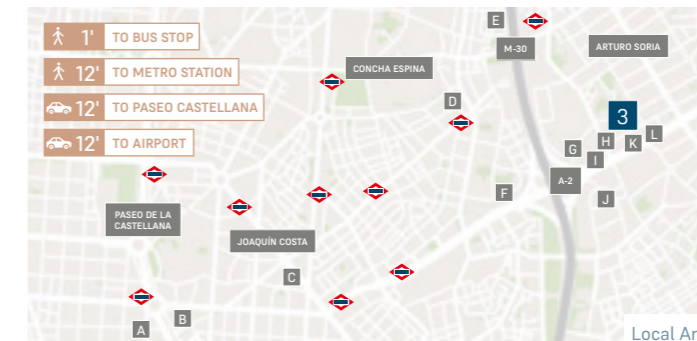 1' TO BUS STOP
12' TO METRO STATION
12' TO PASEO CASTELLANA
12' TO AIRPORT
E
M-30
ARTURO SORIA
CONCHA ESPINA
D
3
G
H
K
L
I
A-2
F
J
PASEO DE LA
CASTELLANA
JOAQUÍN COSTA
C
B
A
Local Ar